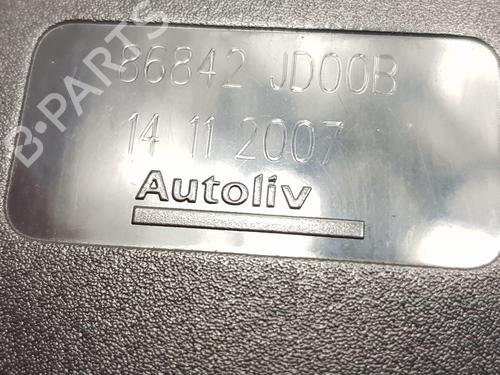 86842 JD00B
14 11 2007
Autoliv
B-PARTS